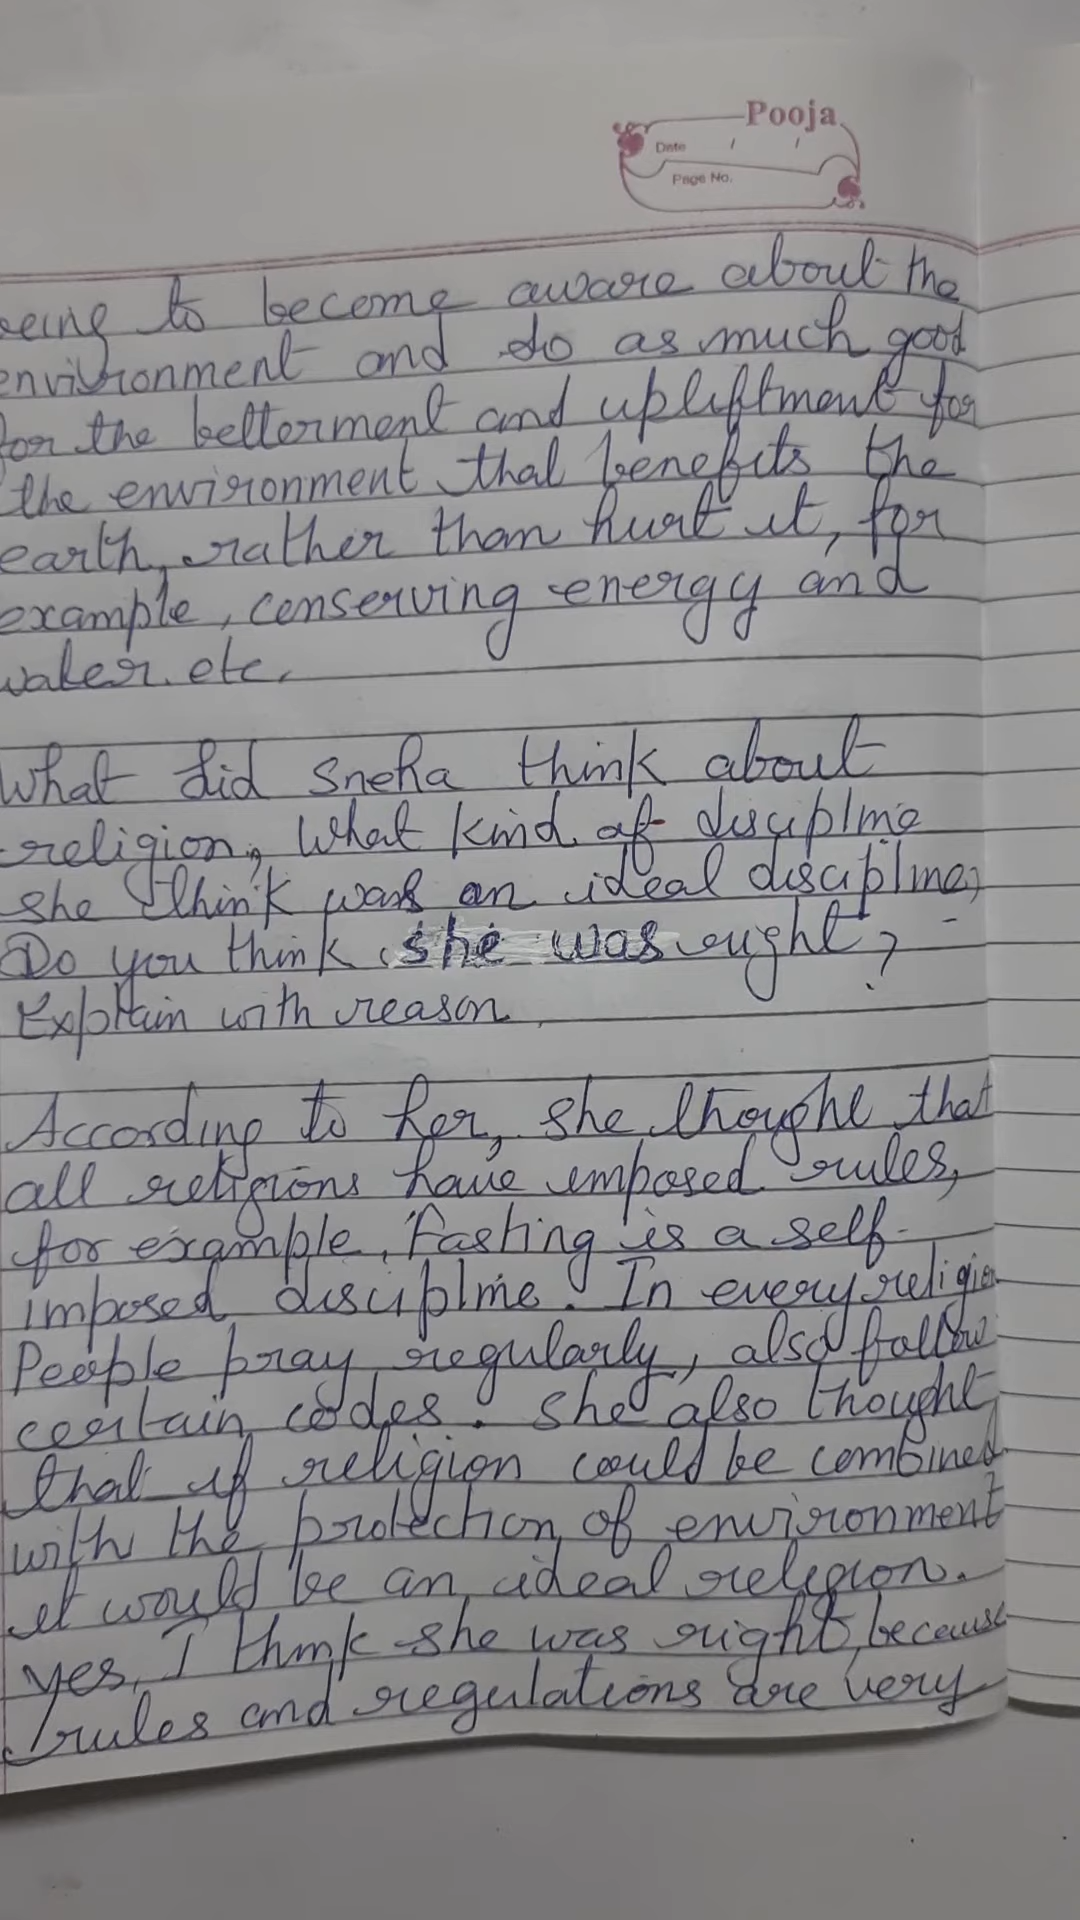 Pooja
Date / /
Page No.
being to become aware about the
environment and do as much good
for the betterment and upliftment for
the environment that benefits the
earth, rather than hurt it, for
example, conserving energy and
water. etc.
What did Sneha think about
religion, What kind of discipline
she think was an ideal discipline,
Do you think she was right ?
Explain with reason.
According to her, she thought that
all religions have imposed rules,
for example, Fasting is a self-
imposed discipline. In every religion
People pray regularly, also follow
certain codes. She also thought
that if religion could be combined
with the protection of environment
it would be an ideal religion.
yes, I think she was right, because
rules and regulations are very